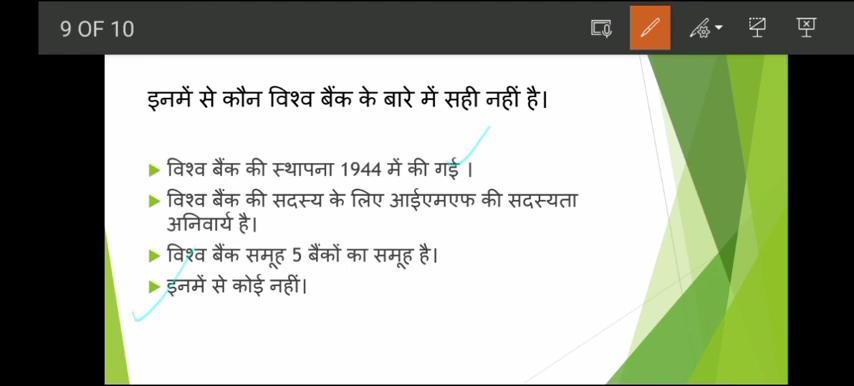 9 OF 10
इनमें से कौन विश्व बैंक के बारे में सही नहीं है।
विश्व बैंक की स्थापना 1944 में की गई ।
विश्व बैंक की सदस्य के लिए आईएमएफ की सदस्यता
अनिवार्य है।
विश्व बैंक समूह 5 बैंकों का समूह है।
इनमें से कोई नहीं।